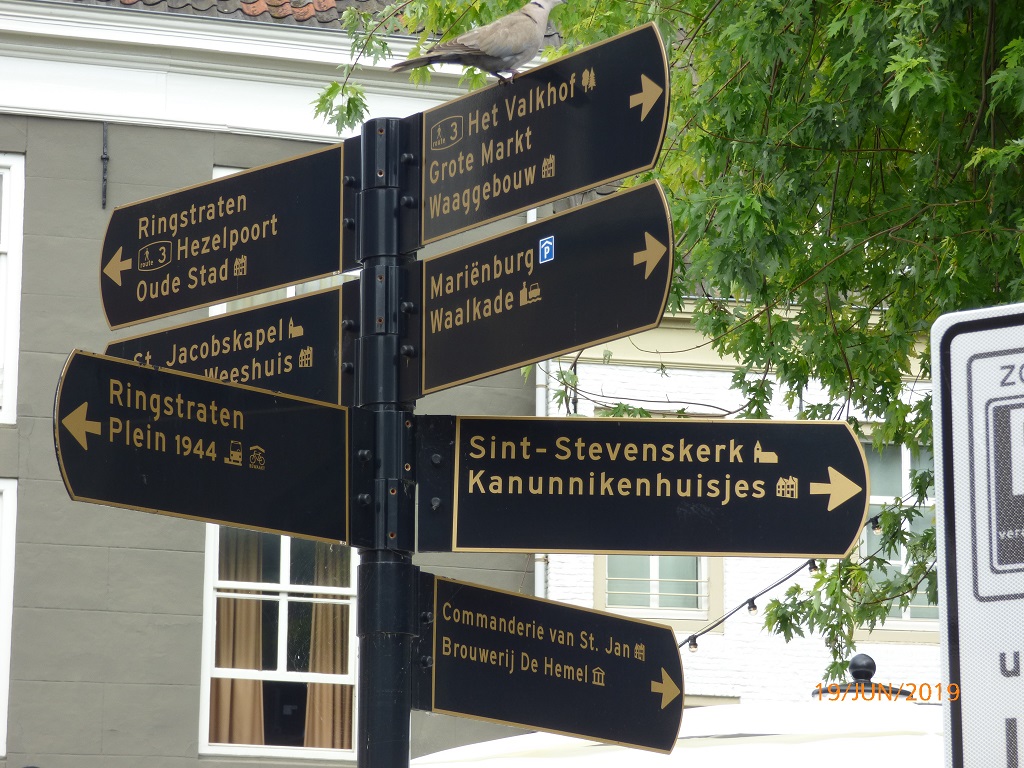 3 Het Valkhof
route
Grote Markt
Waaggebouw
Ringstraten
3 Hezelpoort
route
Oude Stad
Mariënburg P
Waalkade
St. Jacobskapel
Weeshuis
Ringstraten
Plein 1944
Sint-Stevenskerk
Kanunnikenhuisjes
Commanderie van St. Jan
Brouwerij De Hemel
19/JUN/2019